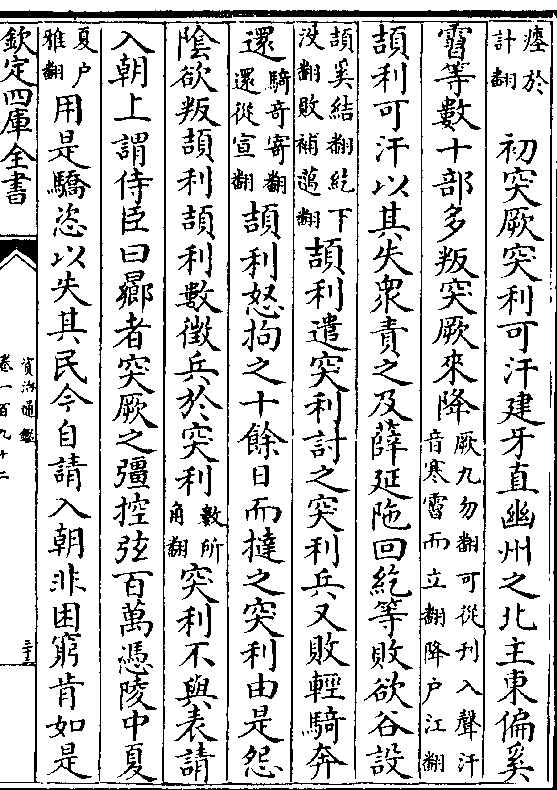 瘞於計翻　初突厥突利可汗建牙直幽州之北主東偏奚
霫等數十部多叛突厥來降厥九勿翻可從刋入聲汗音寒霫而立翻降户江翻
頡利可汗以其失衆責之及薛延陁回紇等敗欲谷設
頡奚結翻紇下没翻敗補邁翻頡利遣突利討之突利兵又敗輕騎奔
還騎奇寄翻還從宣翻頡利怒拘之十餘日而撻之突利由是怨
陰欲叛頡利頡利數徵兵於突利數所角翻突利不與表請
入朝上謂侍臣曰曏者突厥之彊控弦百萬憑陵中夏
夏户雅翻用是驕恣以失其民今自請入朝非困窮肯如是
欽定四庫全書
資治通鑑
卷一百九十二